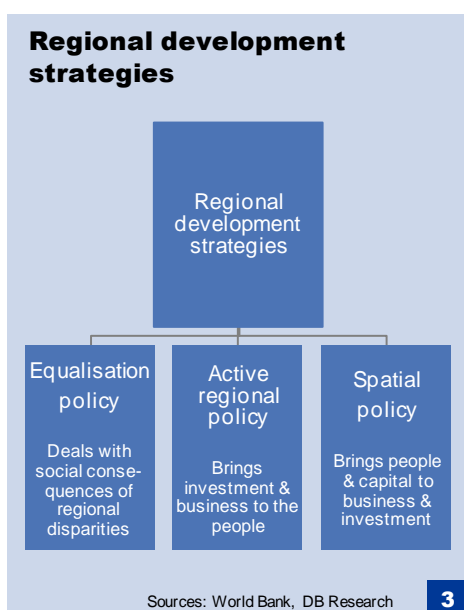 Regional development
strategies
Regional
development
strategies
Equalisation
policy
Deals with
social conse-
quences of
regional
disparities
Active
regional
policy
Brings
investment &
business to the
people
Spatial
policy
Brings people
& capital to
business &
investment
Sources: World Bank, DB Research
3